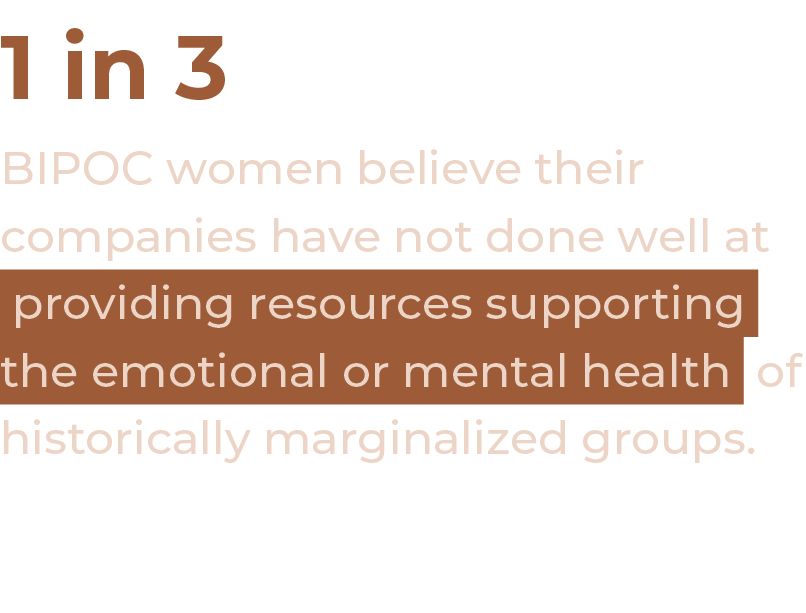 1 in 3
BIPOC women believe their
companies have not done well at
providing resources supporting
the emotional or mental health of
historically marginalized groups.